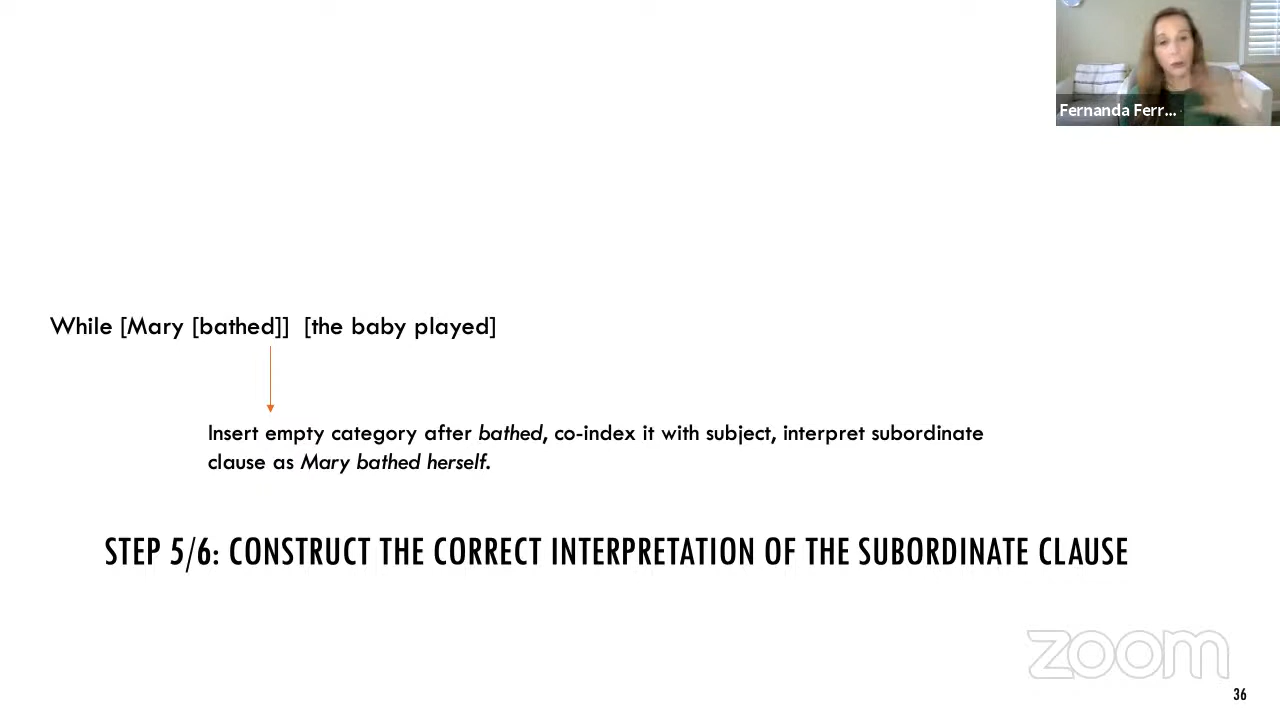 Fernanda Ferr...
While [Mary [bathed]] [the baby played]
Insert empty category after bathed, co-index it with subject, interpret subordinate
clause as Mary bathed herself.
STEP 5/6: CONSTRUCT THE CORRECT INTERPRETATION OF THE SUBORDINATE CLAUSE
zoom
36